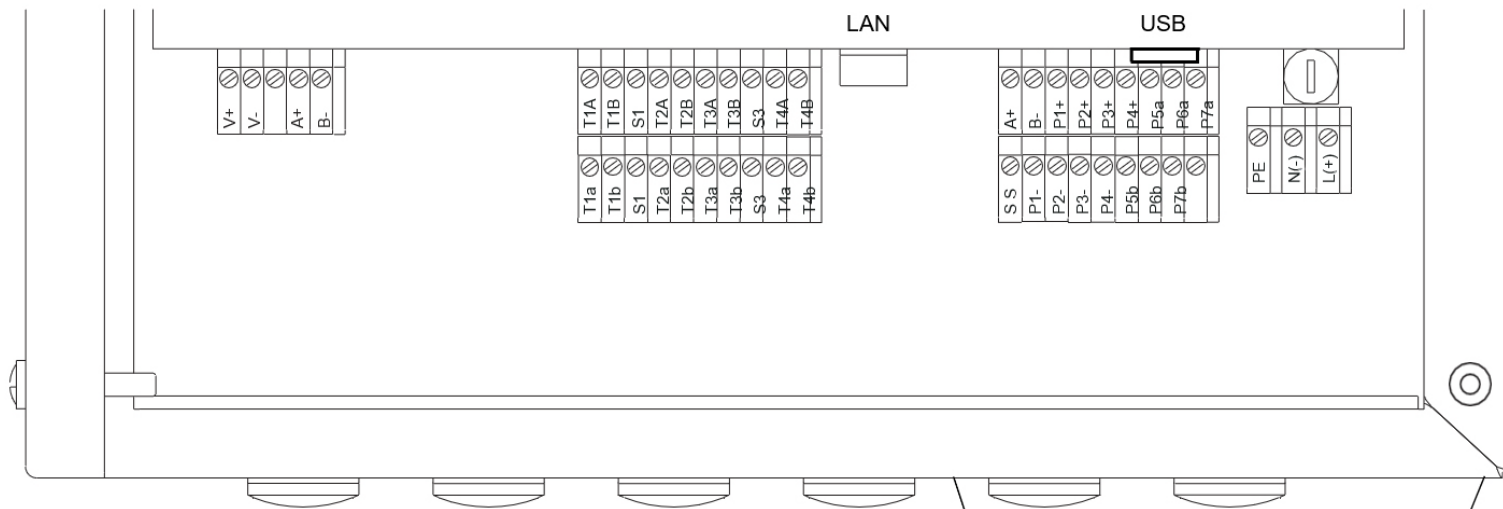 LAN USB
V+ V- A+ B-
T1A T1B S1 T2A T2B T3A T3B S3 T4A T4B
A+ B- P1+ P2+ P3+ P4+ P5a P6a P7a
PE N(-) L(+)
T1a T1b S1 T2a T2b T3a T3b S3 T4a T4b
S S P1- P2- P3- P4- P5b P6b P7b